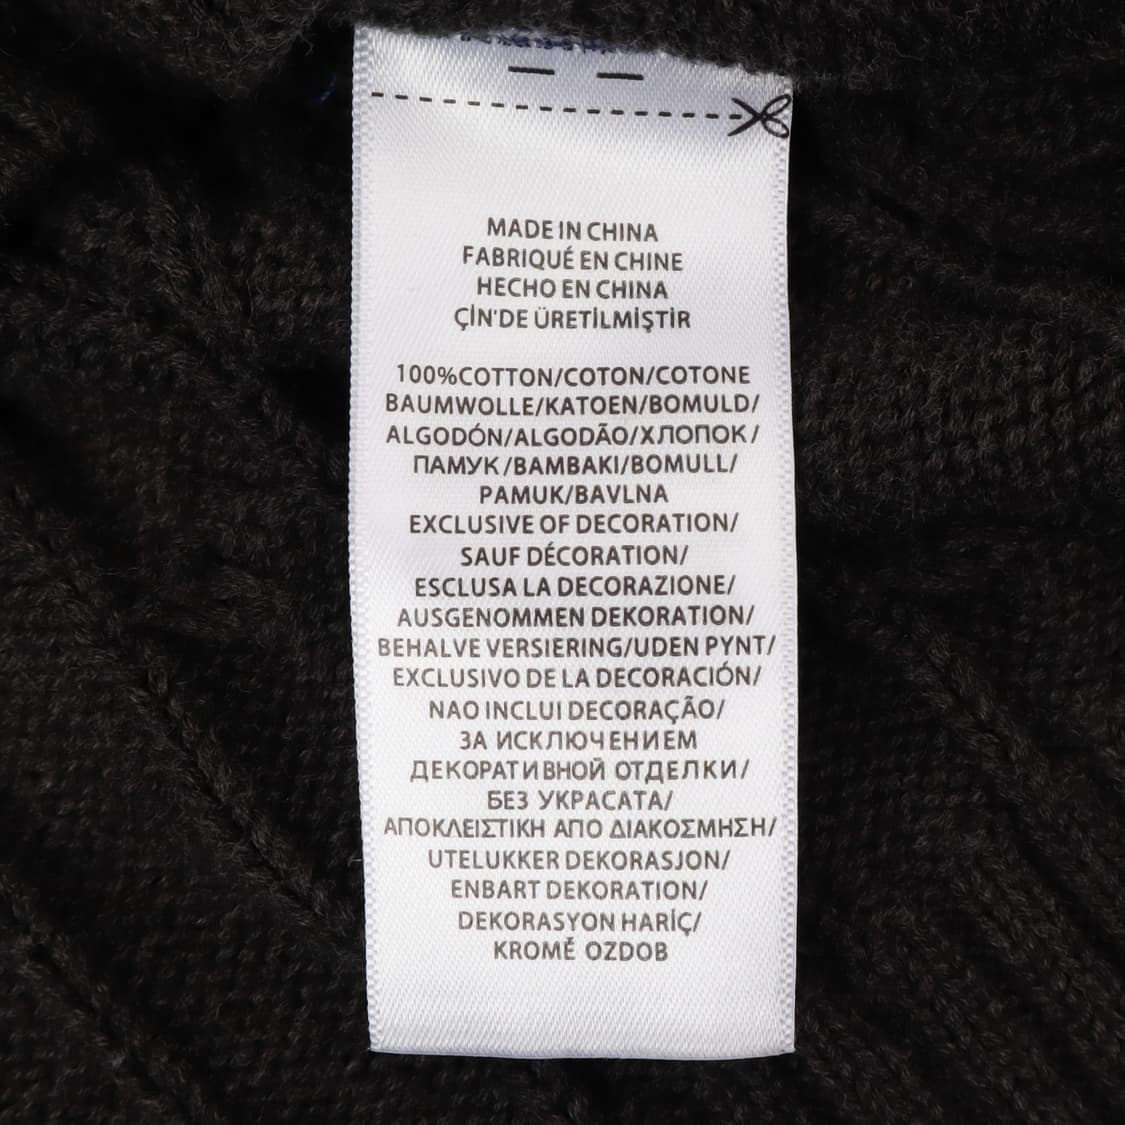 MADE IN CHINA
FABRIQUÉ EN CHINE
HECHO EN CHINA
ÇİN'DE ÜRETİLMİŞTİR
100%COTTON/COTON/COTONE
BAUMWOLLE/KATOEN/BOMULD/
ALGODÓN/ALGODÃO/ХЛОПОК/
ПАМУК/BAMBAKI/BOMULL/
PAMUK/BAVLNA
EXCLUSIVE OF DECORATION/
SAUF DÉCORATION/
ESCLUSA LA DECORAZIONE/
AUSGENOMMEN DEKORATION/
BEHALVE VERSIERING/UDEN PYNT/
EXCLUSIVO DE LA DECORACIÓN/
NAO INCLUI DECORAÇÃO/
ЗА ИСКЛЮЧЕНИЕМ
ДЕКОРАТИВНОЙ ОТДЕЛКИ/
БЕЗ УКРАСАТА/
ΑΠΟΚΛΕΙΣΤΙΚΗ ΑΠΟ ΔΙΑΚΟΣΜΗΣΗ/
UTELUKKER DEKORASJON/
ENBART DEKORATION/
DEKORASYON HARİÇ/
KROMĚ OZDOB